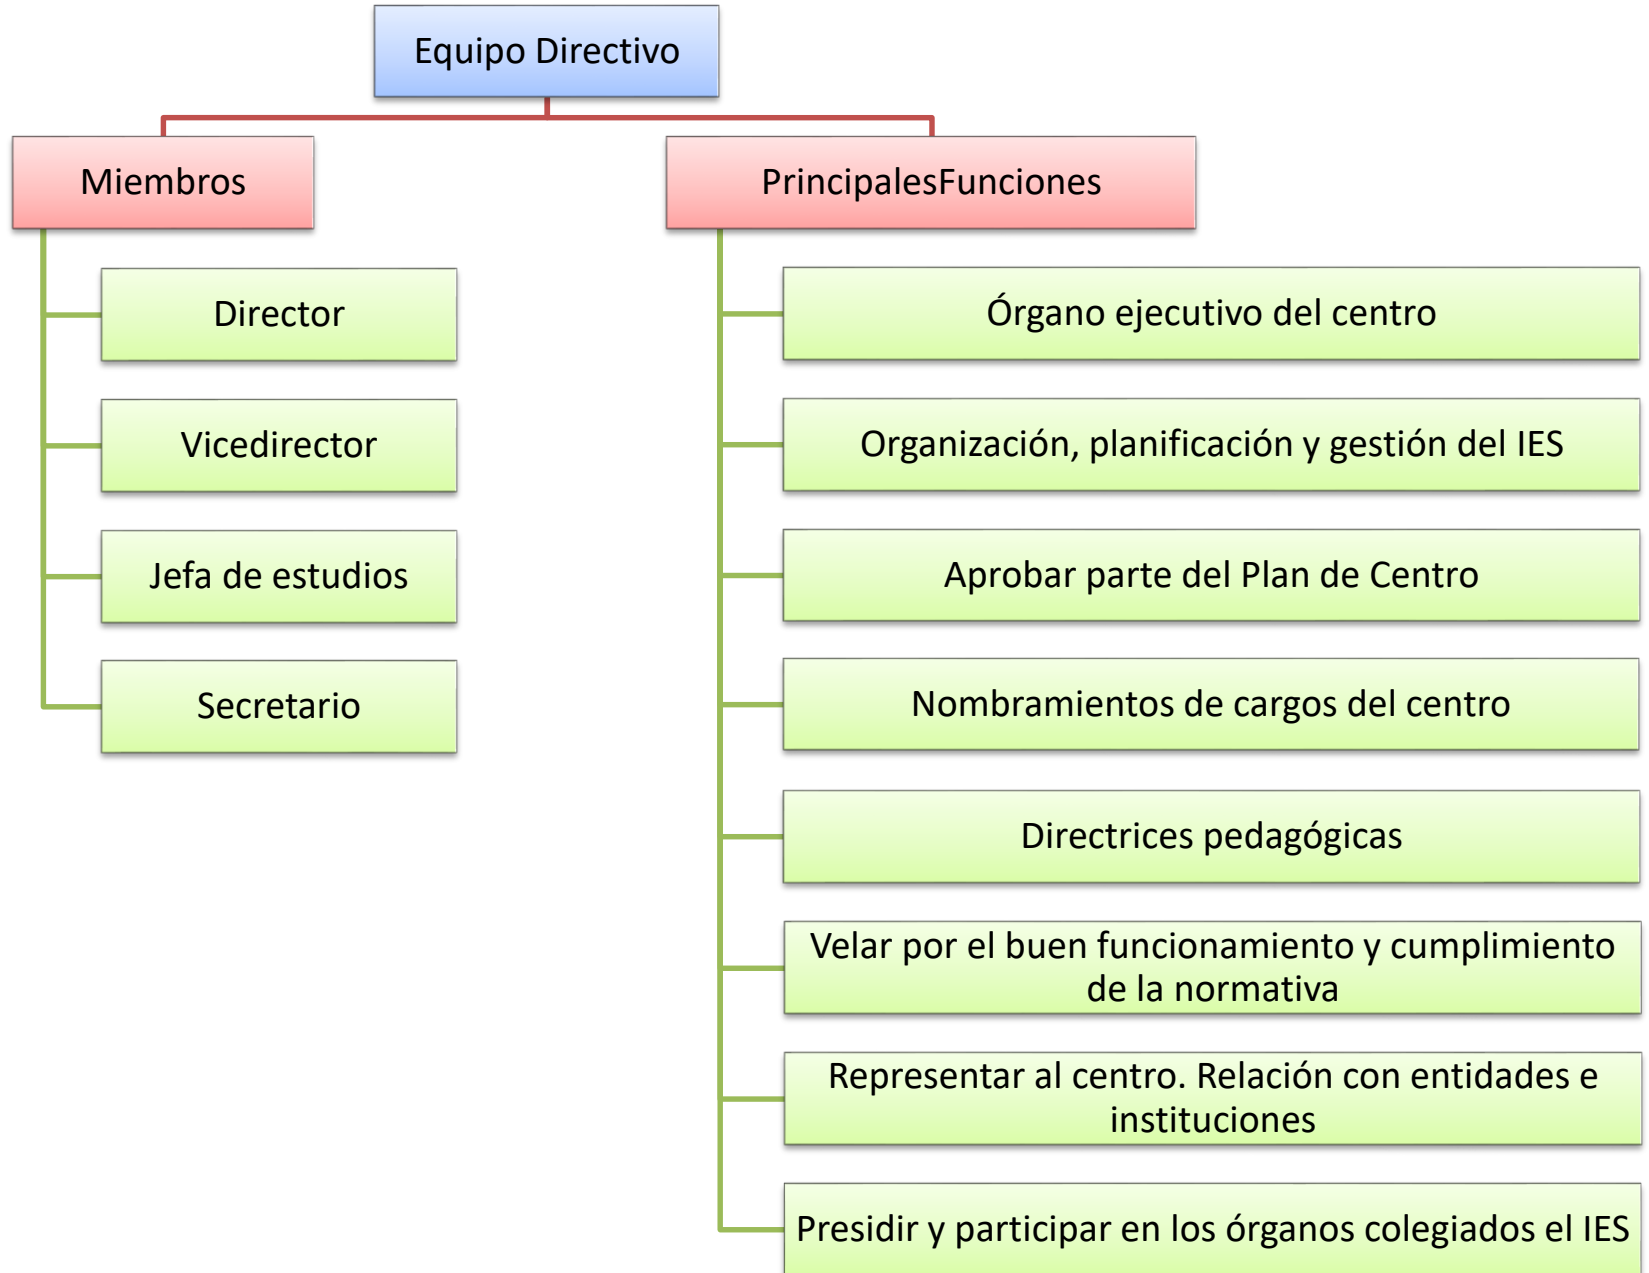 Equipo Directivo
Miembros
Director
Vicedirector
Jefa de estudios
Secretario
PrincipalesFunciones
Órgano ejecutivo del centro
Organización, planificación y gestión del IES
Aprobar parte del Plan de Centro
Nombramientos de cargos del centro
Directrices pedagógicas
Velar por el buen funcionamiento y cumplimiento
de la normativa
Representar al centro. Relación con entidades e
instituciones
Presidir y participar en los órganos colegiados el IES